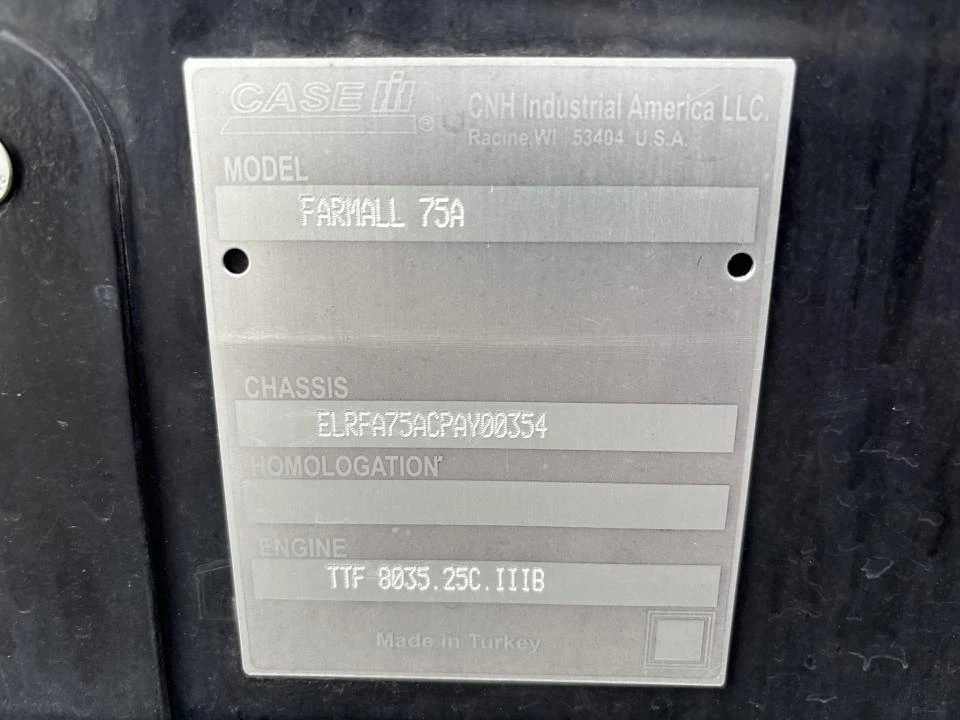 CASE IH ®
CNH Industrial America LLC.
Racine, WI 53404 U.S.A.
MODEL
FARMALL 75A
CHASSIS
ELRFA75ACPAY00354
HOMOLOGATION
ENGINE
TTF 8035.25C.IIIB
Made in Turkey